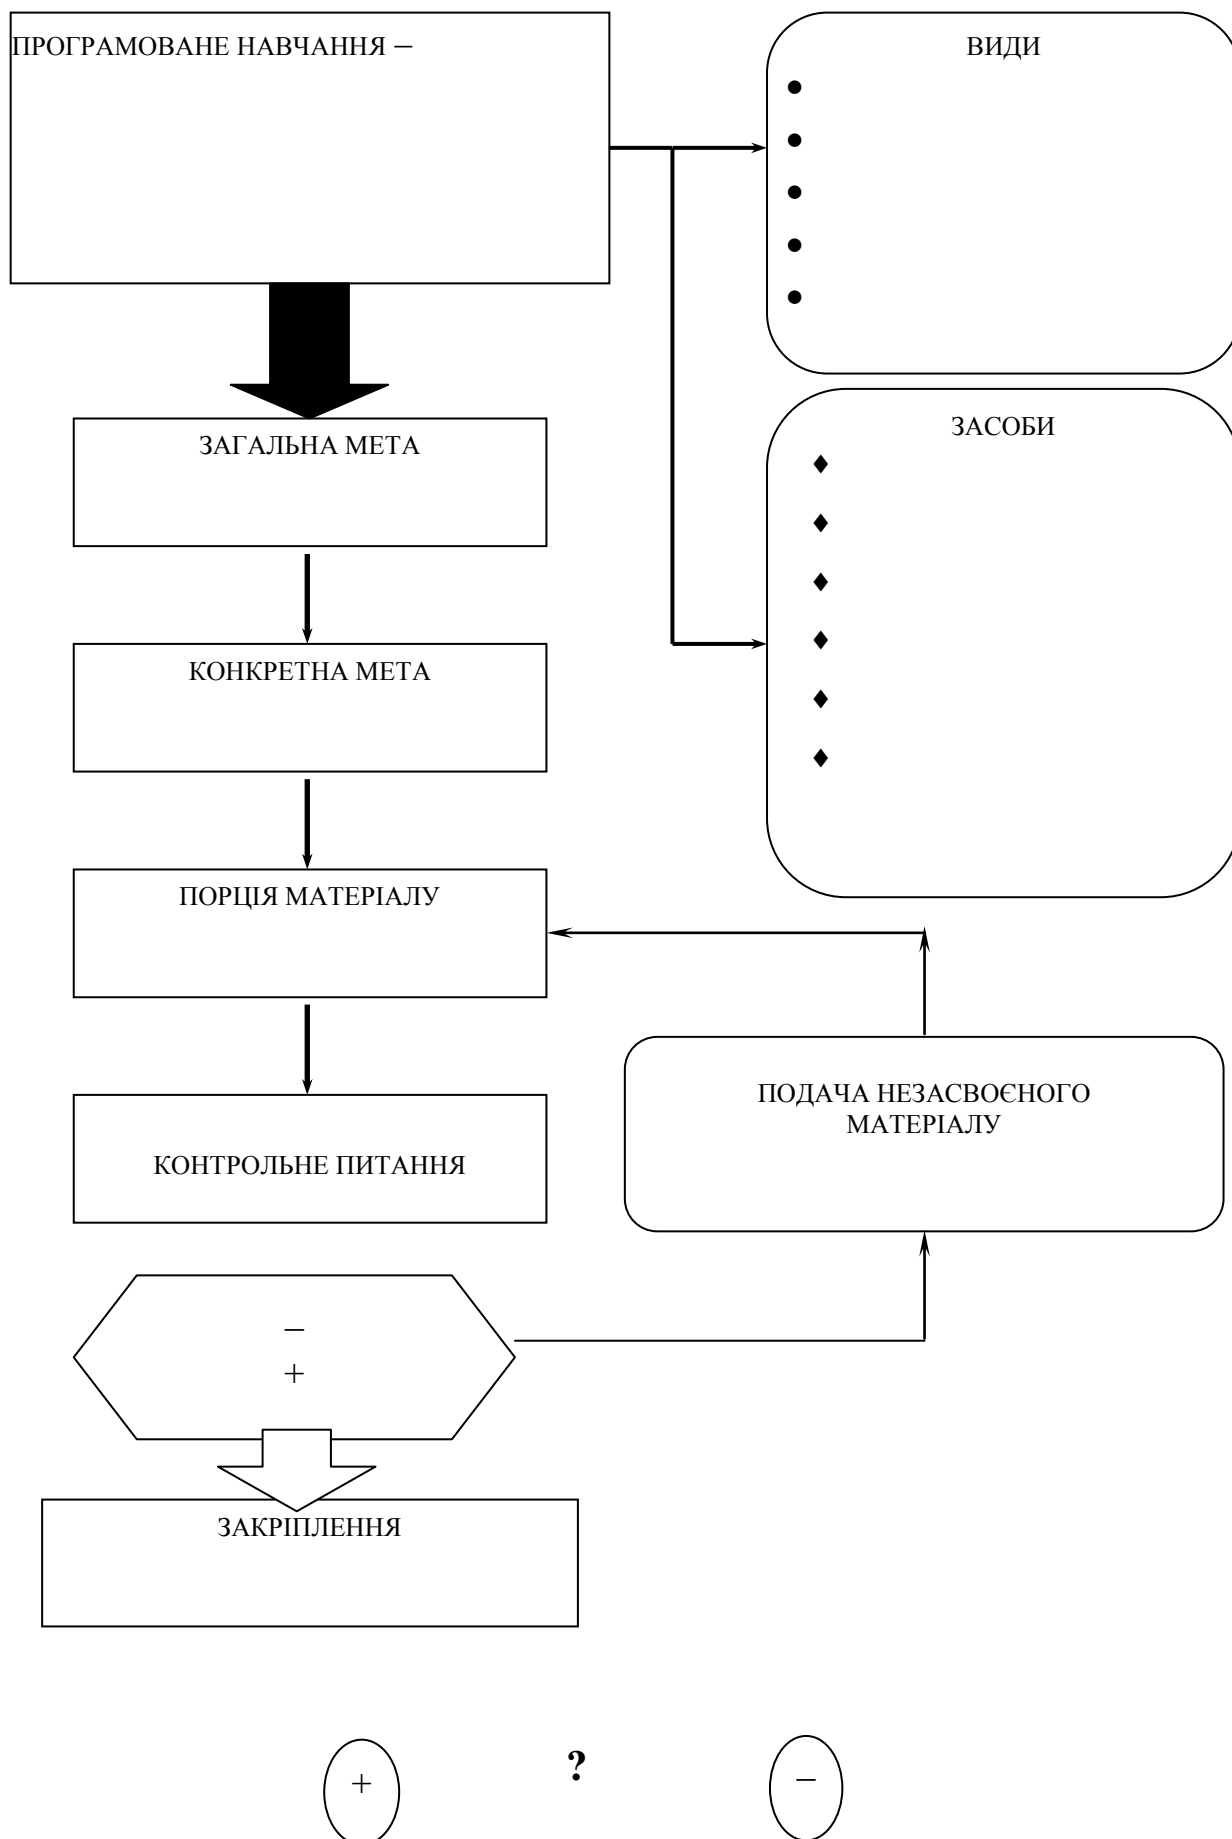 ПРОГРАМОВАНЕ НАВЧАННЯ –
ВИДИ
ЗАСОБИ
ЗАГАЛЬНА МЕТА
КОНКРЕТНА МЕТА
ПОРЦІЯ МАТЕРІАЛУ
ПОДАЧА НЕЗАСВОЄНОГО
МАТЕРІАЛУ
КОНТРОЛЬНЕ ПИТАННЯ
–
+
ЗАКРІПЛЕННЯ
+ ? –